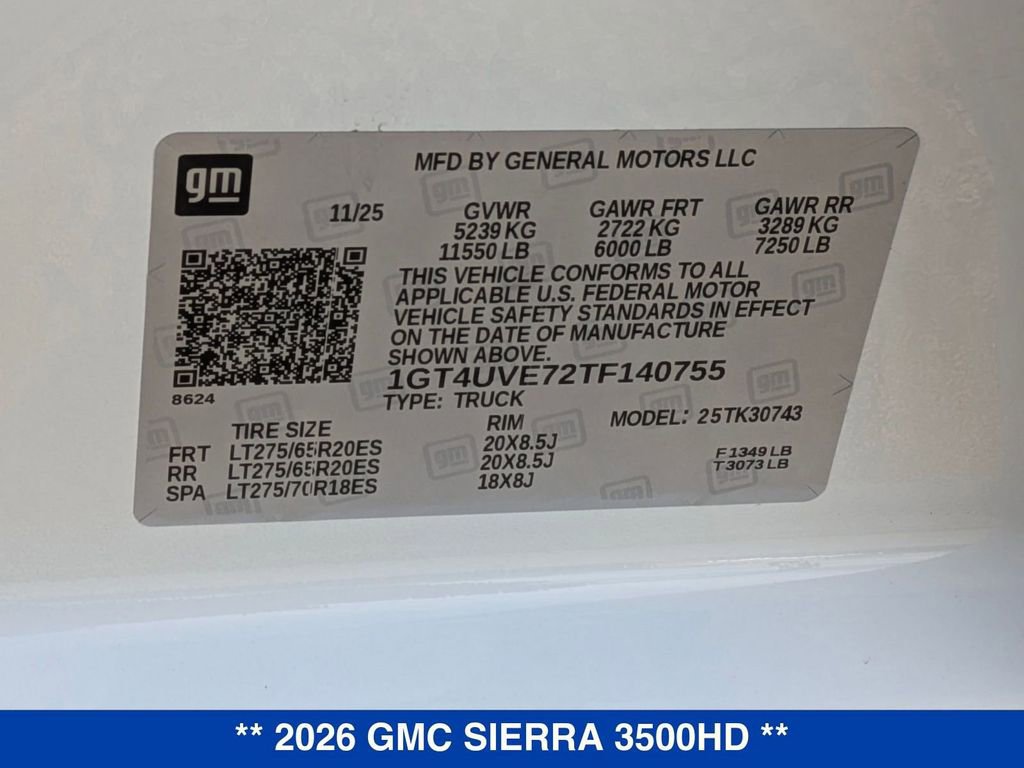 gm
MFD BY GENERAL MOTORS LLC
11/25 GVWR GAWR FRT GAWR RR
5239 KG 2722 KG 3289 KG
11550 LB 6000 LB 7250 LB
THIS VEHICLE CONFORMS TO ALL
APPLICABLE U.S. FEDERAL MOTOR
VEHICLE SAFETY STANDARDS IN EFFECT
ON THE DATE OF MANUFACTURE
SHOWN ABOVE.
1GT4UVE72TF140755
8624
TYPE: TRUCK MODEL: 25TK30743
TIRE SIZE RIM
FRT LT275/65R20ES 20X8.5J F1349 LB
RR LT275/65R20ES 20X8.5J T3073 LB
SPA LT275/70R18ES 18X8J
** 2026 GMC SIERRA 3500HD **